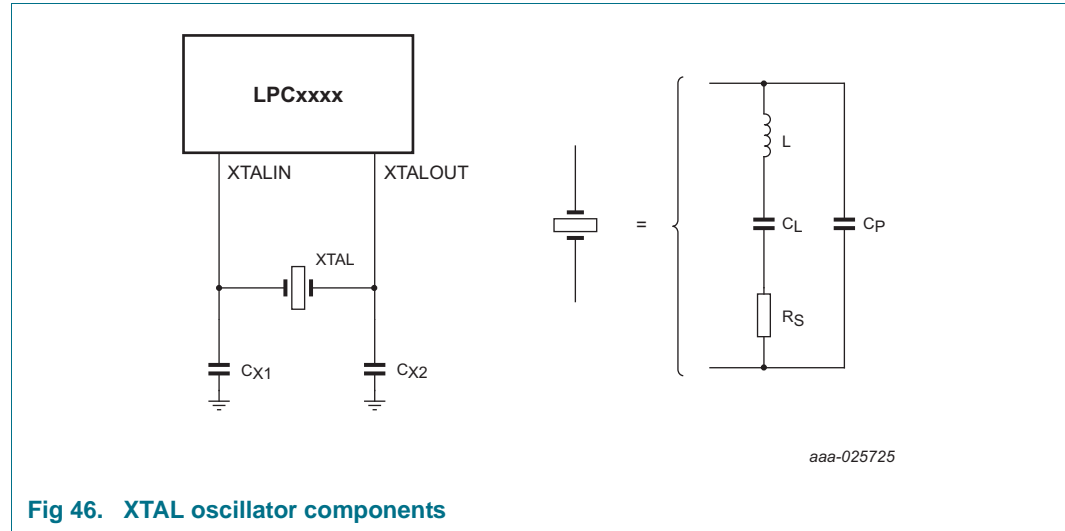 LPCxxxx
XTALIN
XTALOUT
XTAL
CX1
CX2
=
L
CL
CP
RS
aaa-025725
Fig 46. XTAL oscillator components